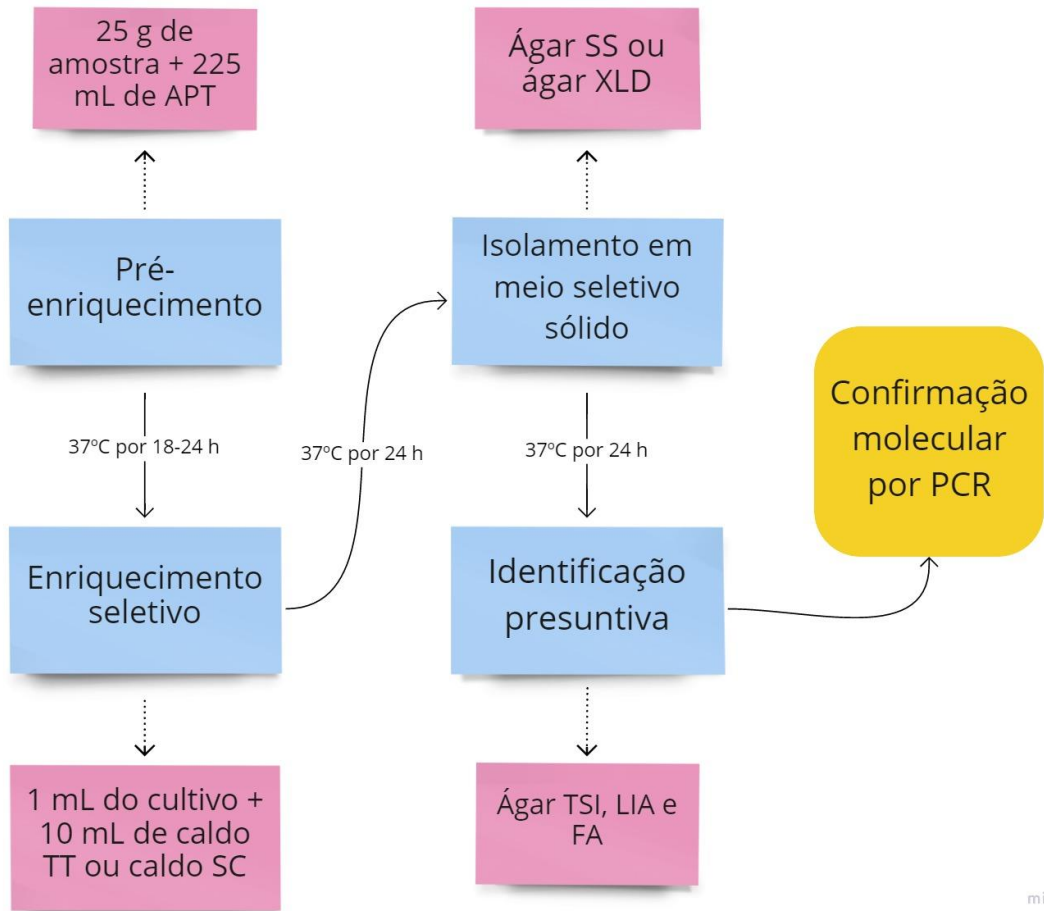 25 g de
amostra + 225
mL de APT
Pré-
enriquecimento
37ºC por 18-24 h
Enriquecimento
seletivo
1 mL do cultivo +
10 mL de caldo
TT ou caldo SC
37ºC por 24 h
Ágar SS ou
ágar XLD
Isolamento em
meio seletivo
sólido
37ºC por 24 h
Identificação
presuntiva
Ágar TSI, LIA e
FA
Confirmação
molecular
por PCR